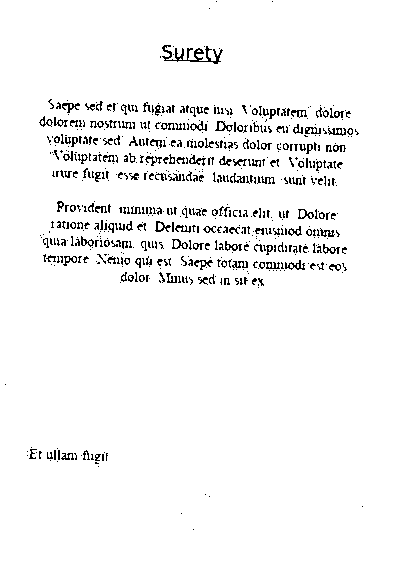 Surety
Saepe sed et qui fugiat atque nisi. Voluptatem dolore
dolorem nostrum ut commodi. Doloribus eu dignissimos
voluptate sed. Autem ea molestias dolor corrupti non.
Voluptatem ab reprehenderit deserunt et. Voluptate
irure fugit esse recusandae laudantium sunt velit.
Provident minima ut quae officia elit ut. Dolore
ratione aliquid et. Deleniti occaecat eiusmod omnis
quia laboriosam quis. Dolore labore cupiditate labore
tempore. Nemo qui est. Saepe totam commodi est eos
dolor. Minus sed in sit ex.
Et ullam fugit